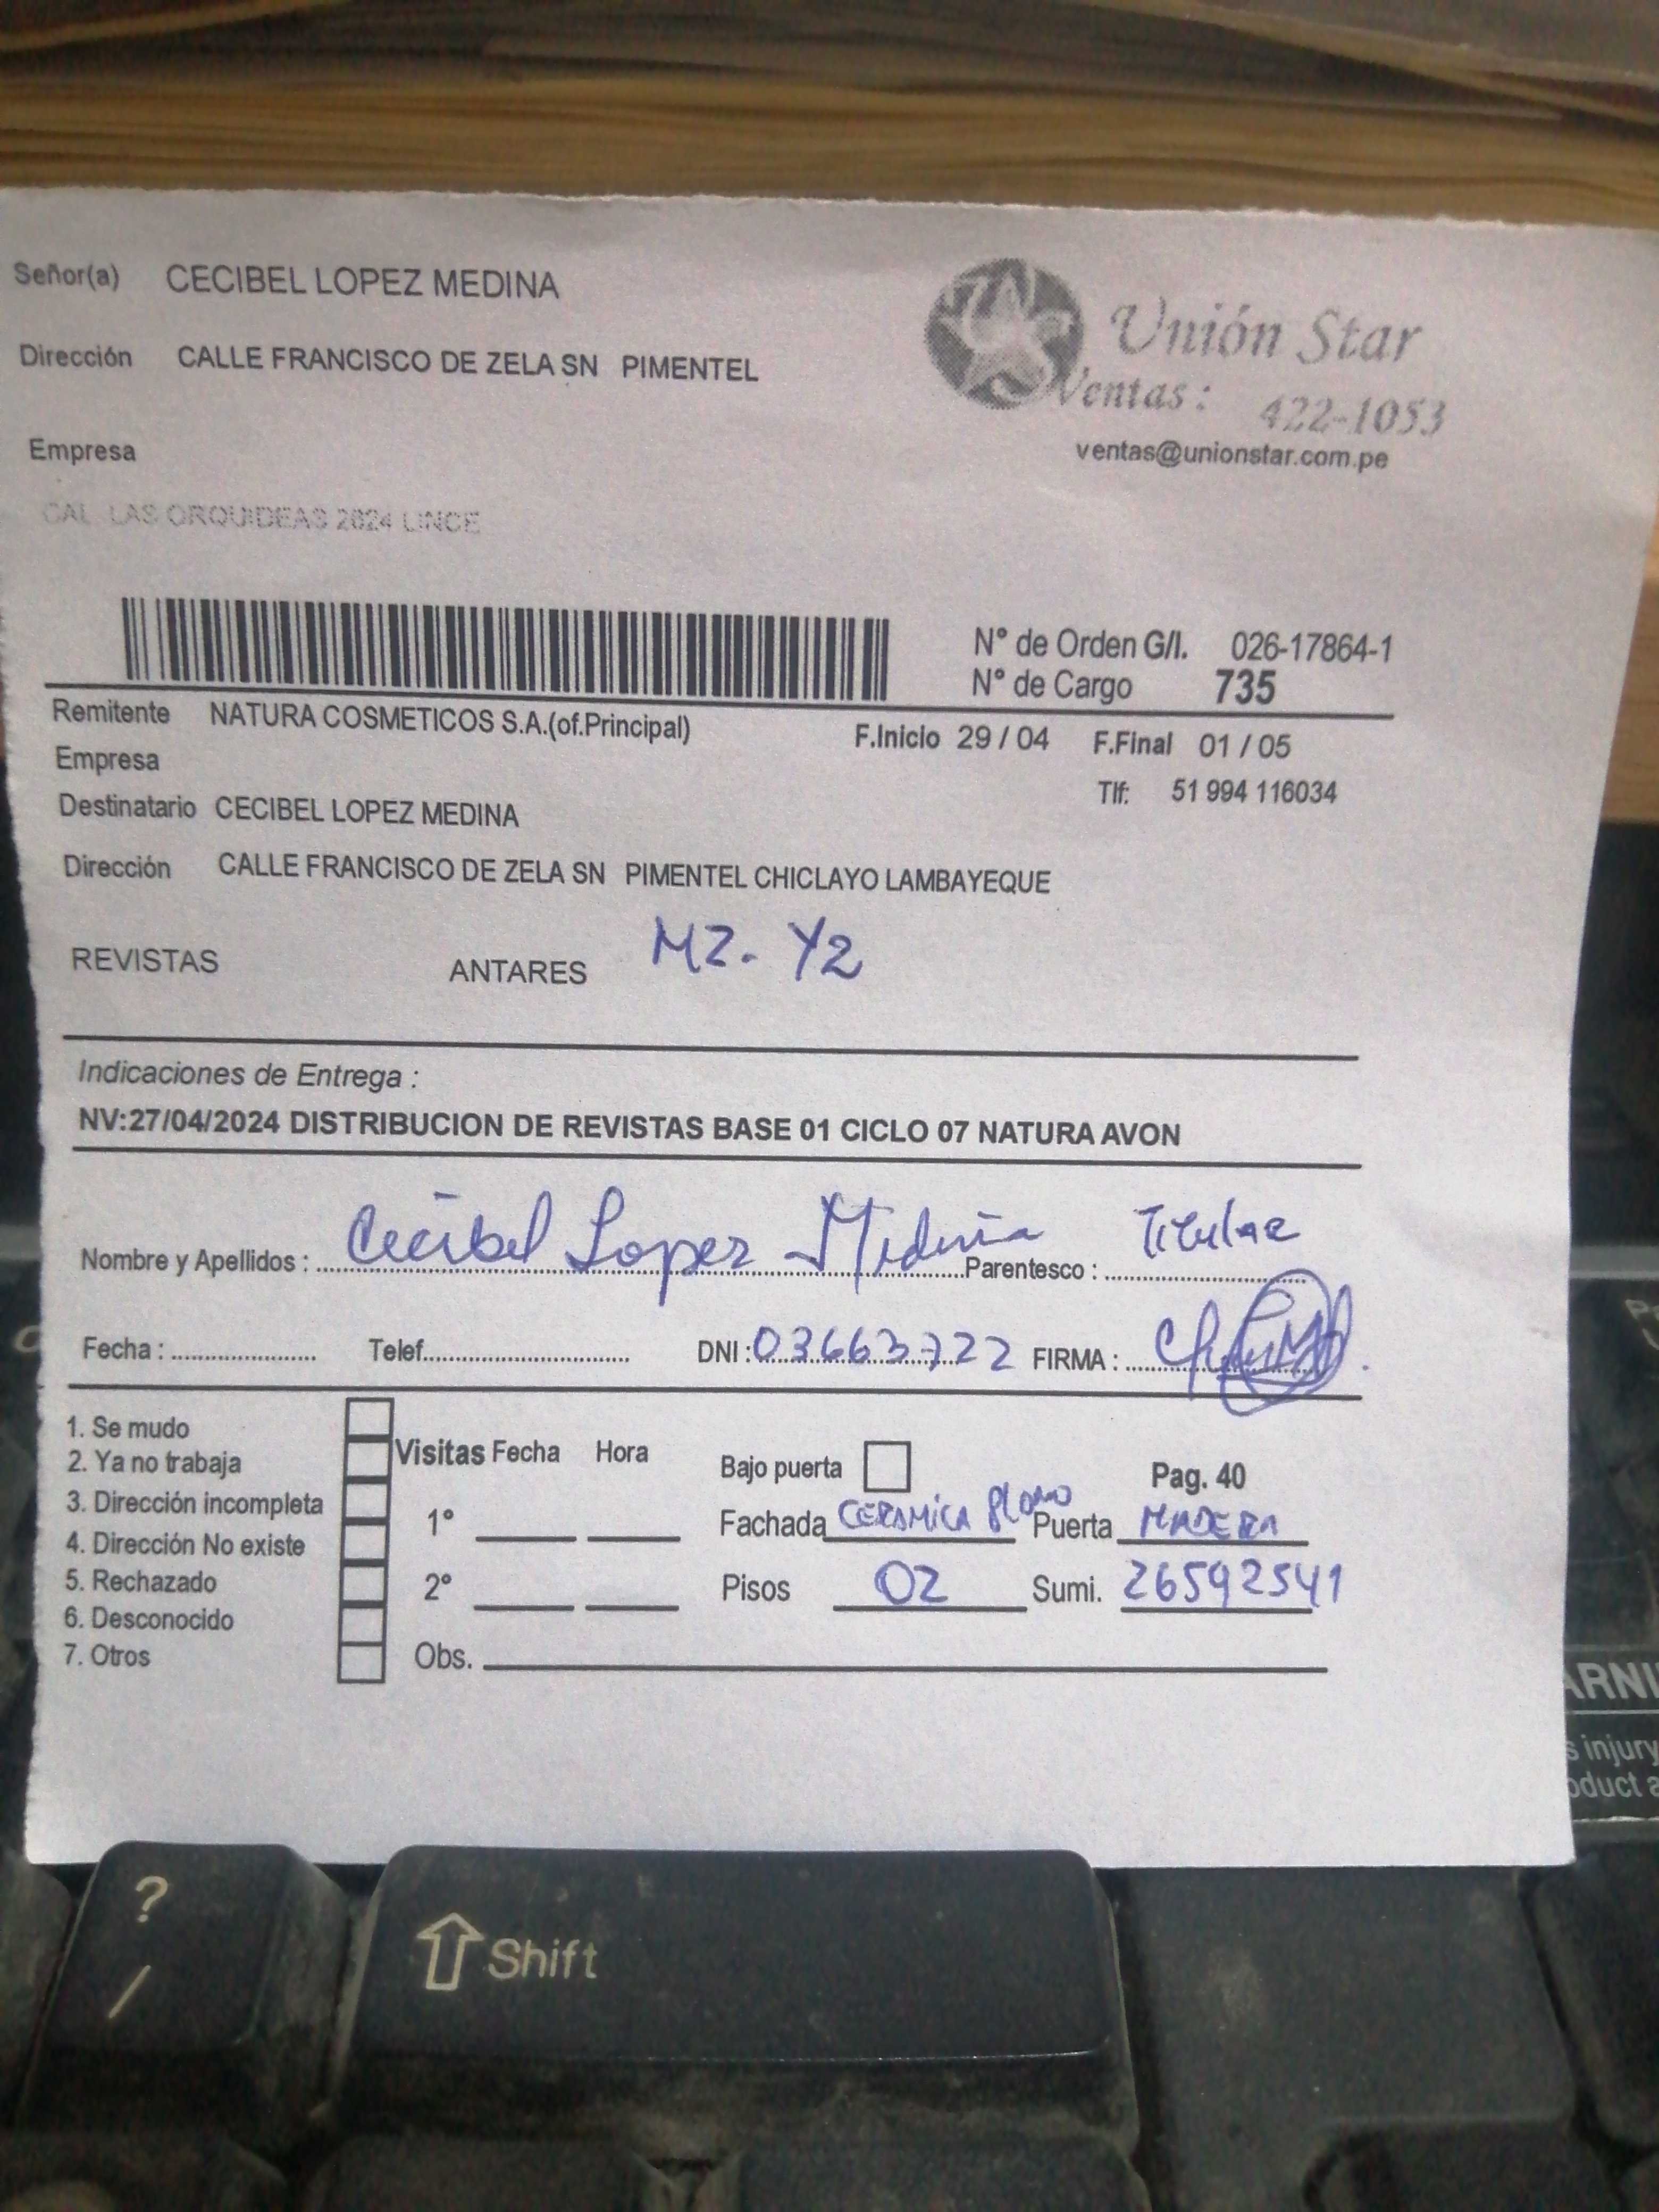 Señor(a) CECIBEL LOPEZ MEDINA
Dirección CALLE FRANCISCO DE ZELA SN PIMENTEL
Unión Star
Ventas: 422-1053
ventas@unionstar.com.pe
Empresa
CAL LAS ORQUIDEAS 2624 LINCE
N° de Orden G/I. 026-17864-1
N° de Cargo 735
Remitente NATURA COSMETICOS S.A.(of.Principal) F.Inicio 29 / 04 F.Final 01 / 05
Empresa
Tlf: 51 994 116034
Destinatario CECIBEL LOPEZ MEDINA
Dirección CALLE FRANCISCO DE ZELA SN PIMENTEL CHICLAYO LAMBAYEQUE
REVISTAS ANTARES MZ. Y2
Indicaciones de Entrega :
NV:27/04/2024 DISTRIBUCION DE REVISTAS BASE 01 CICLO 07 NATURA AVON
Nombre y Apellidos : Cecibel Lopez Medina Parentesco : Titular
Fecha : Telef. DNI : 03663722 FIRMA :
1. Se mudo
2. Ya no trabaja
3. Dirección incompleta
4. Dirección No existe
5. Rechazado
6. Desconocido
7. Otros
Visitas Fecha Hora
1°
2°
Obs.
Bajo puerta Pag. 40
Fachada CERAMICA PLOMO Puerta MADERA
Pisos 02 Sumi. 26592541
ARNI
s injury
oduct a
?
/
Shift